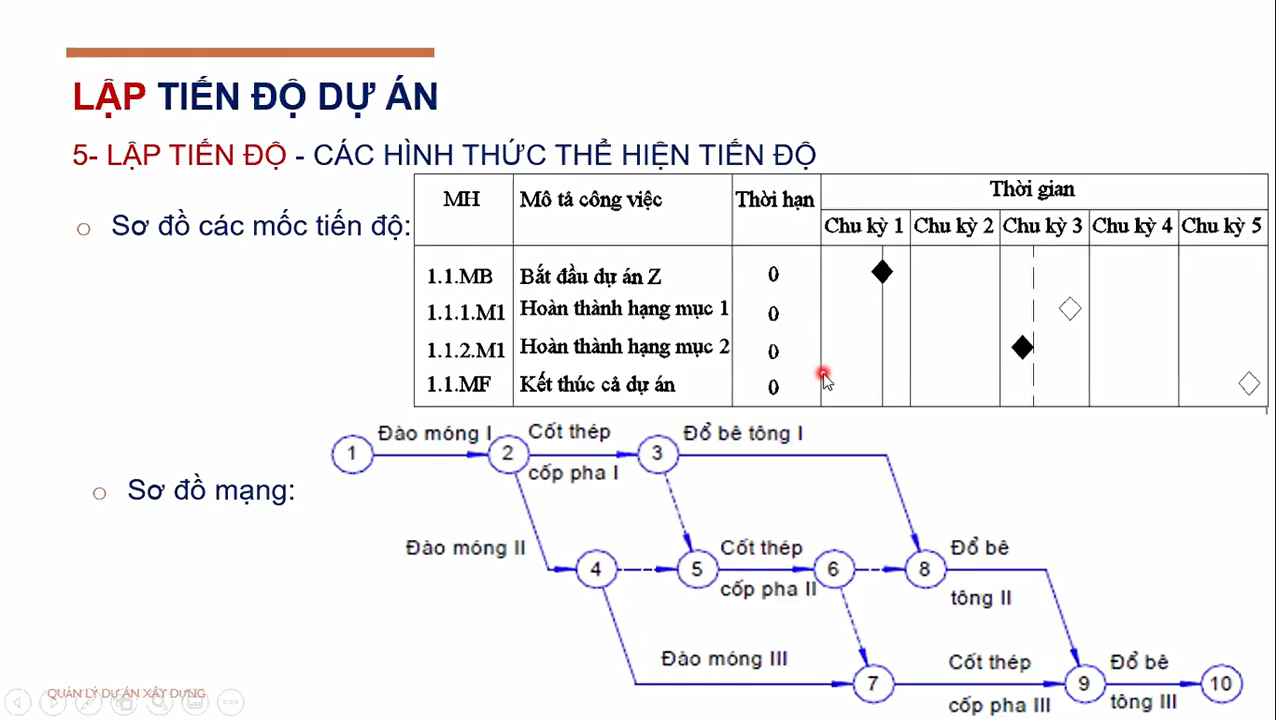 LẬP TIẾN ĐỘ DỰ ÁN
5- LẬP TIẾN ĐỘ - CÁC HÌNH THỨC THỂ HIỆN TIẾN ĐỘ
Sơ đồ các mốc tiến độ:
MH Mô tả công việc Thời hạn Thời gian
Chu kỳ 1 Chu kỳ 2 Chu kỳ 3 Chu kỳ 4 Chu kỳ 5
1.1.MB Bắt đầu dự án Z 0
1.1.1.M1 Hoàn thành hạng mục 1 0
1.1.2.M1 Hoàn thành hạng mục 2 0
1.1.MF Kết thúc cả dự án 0
Sơ đồ mạng:
Đào móng I Cốt thép Đổ bê tông I
1 2 3
cốp pha I
Đào móng II Cốt thép Đổ bê
4 5 6 8
cốp pha II tông II
Đào móng III Cốt thép Đổ bê
7 9 10
cốp pha III tông III
QUẢN LÝ DỰ ÁN XÂY DỰNG